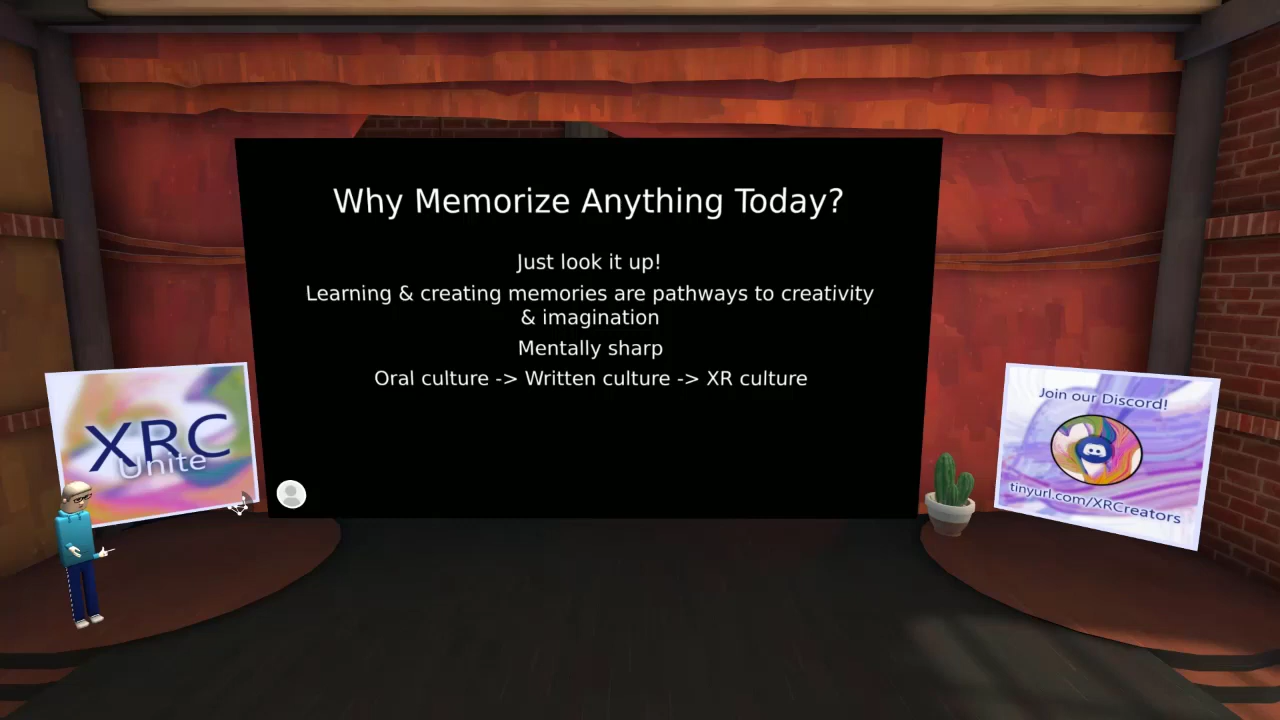 Why Memorize Anything Today?
Just look it up!
Learning & creating memories are pathways to creativity
& imagination
Mentally sharp
Oral culture -> Written culture -> XR culture
XRC
Unite
Join our Discord!
tinyurl.com/XRCreators